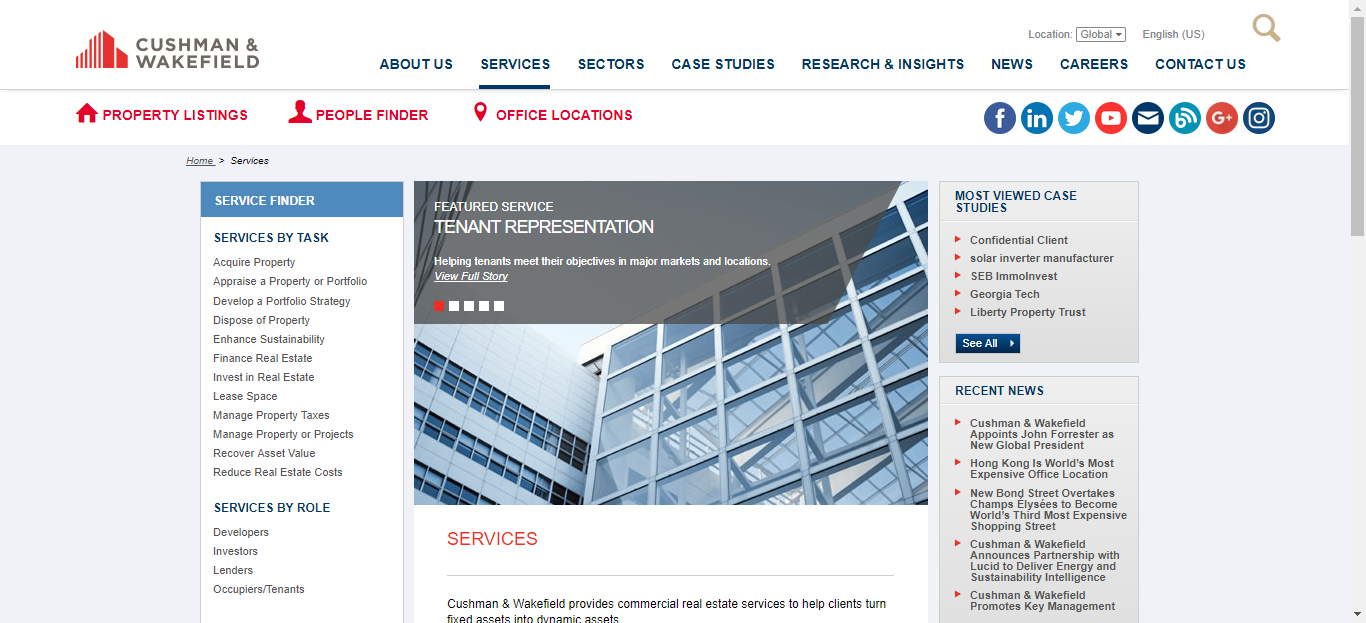 CUSHMAN &
WAKEFIELD
Location: Global English (US)
ABOUT US SERVICES SECTORS CASE STUDIES RESEARCH & INSIGHTS NEWS CAREERS CONTACT US
PROPERTY LISTINGS PEOPLE FINDER OFFICE LOCATIONS
Home > Services
SERVICE FINDER
SERVICES BY TASK
Acquire Property
Appraise a Property or Portfolio
Develop a Portfolio Strategy
Dispose of Property
Enhance Sustainability
Finance Real Estate
Invest in Real Estate
Lease Space
Manage Property Taxes
Manage Property or Projects
Recover Asset Value
Reduce Real Estate Costs
SERVICES BY ROLE
Developers
Investors
Lenders
Occupiers/Tenants
FEATURED SERVICE
TENANT REPRESENTATION
Helping tenants meet their objectives in major markets and locations.
View Full Story
SERVICES
Cushman & Wakefield provides commercial real estate services to help clients turn
fixed assets into dynamic assets
MOST VIEWED CASE
STUDIES
Confidential Client
solar inverter manufacturer
SEB ImmoInvest
Georgia Tech
Liberty Property Trust
See All
RECENT NEWS
Cushman & Wakefield
Appoints John Forrester as
New Global President
Hong Kong Is World's Most
Expensive Office Location
New Bond Street Overtakes
Champs Élysées to Become
World's Third Most Expensive
Shopping Street
Cushman & Wakefield
Announces Partnership with
Lucid to Deliver Energy and
Sustainability Intelligence
Cushman & Wakefield
Promotes Key Management